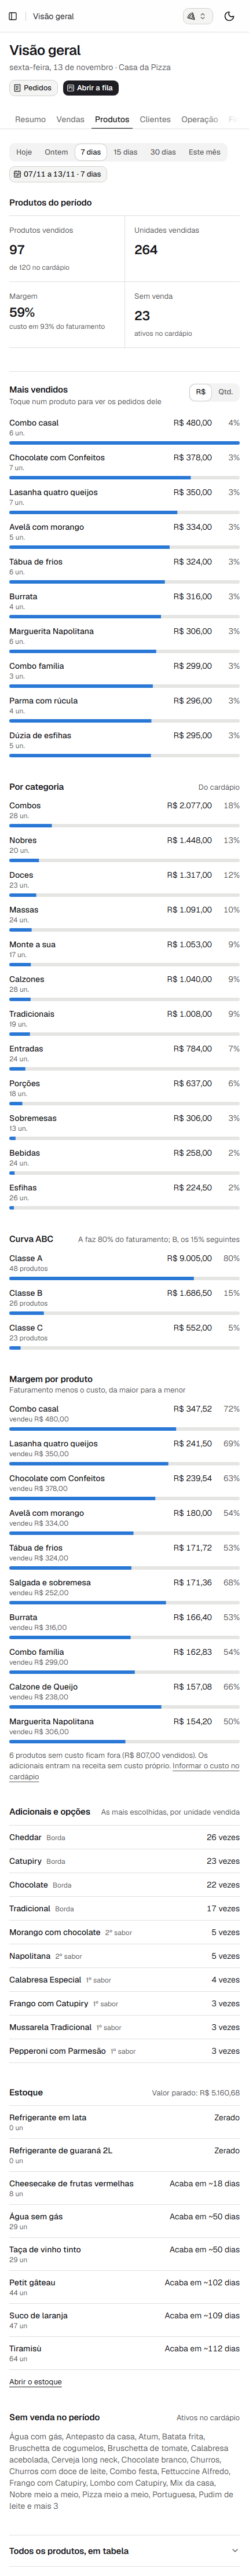 Visão geral
Visão geral
sexta-feira, 13 de novembro · Casa da Pizza
Pedidos
Abrir a fila
Resumo Vendas Produtos Clientes Operação
Hoje Ontem 7 dias 15 dias 30 dias Este mês
07/11 a 13/11 · 7 dias
Produtos do período
Produtos vendidos
97
de 120 no cardápio
Unidades vendidas
264
Margem
59%
custo em 93% do faturamento
Sem venda
23
ativos no cardápio
Mais vendidos
Toque num produto para ver os pedidos dele
R$ Qtd.
Combo casal R$ 480,00 4%
6 un.
Chocolate com Confeitos R$ 378,00 3%
7 un.
Lasanha quatro queijos R$ 350,00 3%
7 un.
Avelã com morango R$ 334,00 3%
5 un.
Tábua de frios R$ 324,00 3%
6 un.
Burrata R$ 316,00 3%
4 un.
Marguerita Napolitana R$ 306,00 3%
6 un.
Combo família R$ 299,00 3%
3 un.
Parma com rúcula R$ 296,00 3%
4 un.
Dúzia de esfihas R$ 295,00 3%
5 un.
Por categoria Do cardápio
Combos R$ 2.077,00 18%
28 un.
Nobres R$ 1.448,00 13%
20 un.
Doces R$ 1.317,00 12%
23 un.
Massas R$ 1.091,00 10%
24 un.
Monte a sua R$ 1.053,00 9%
17 un.
Calzones R$ 1.040,00 9%
28 un.
Tradicionais R$ 1.008,00 9%
19 un.
Entradas R$ 784,00 7%
24 un.
Porções R$ 637,00 6%
18 un.
Sobremesas R$ 306,00 3%
13 un.
Bebidas R$ 258,00 2%
24 un.
Esfihas R$ 224,50 2%
26 un.
Curva ABC A faz 80% do faturamento; B, os 15% seguintes
Classe A R$ 9.005,00 80%
48 produtos
Classe B R$ 1.686,50 15%
26 produtos
Classe C R$ 552,00 5%
23 produtos
Margem por produto
Faturamento menos o custo, da maior para a menor
Combo casal R$ 347,52 72%
vendeu R$ 480,00
Lasanha quatro queijos R$ 241,50 69%
vendeu R$ 350,00
Chocolate com Confeitos R$ 239,54 63%
vendeu R$ 378,00
Avelã com morango R$ 180,00 54%
vendeu R$ 334,00
Tábua de frios R$ 171,72 53%
vendeu R$ 324,00
Salgada e sobremesa R$ 171,36 68%
vendeu R$ 252,00
Burrata R$ 166,40 53%
vendeu R$ 316,00
Combo família R$ 162,83 54%
vendeu R$ 299,00
Calzone de Queijo R$ 157,08 66%
vendeu R$ 238,00
Marguerita Napolitana R$ 154,20 50%
vendeu R$ 306,00
6 produtos sem custo ficam fora (R$ 807,00 vendidos). Os
adicionais entram na receita sem custo próprio. Informar o custo no
cardápio
Adicionais e opções As mais escolhidas, por unidade vendida
Cheddar Borda 26 vezes
Catupiry Borda 23 vezes
Chocolate Borda 22 vezes
Tradicional Borda 17 vezes
Morango com chocolate 2º sabor 5 vezes
Napolitana 2º sabor 5 vezes
Calabresa Especial 1º sabor 4 vezes
Frango com Catupiry 1º sabor 3 vezes
Mussarela Tradicional 1º sabor 3 vezes
Pepperoni com Parmesão 1º sabor 3 vezes
Estoque Valor parado: R$ 5.160,68
Refrigerante em lata Zerado
0 un
Refrigerante de guaraná 2L Zerado
0 un
Cheesecake de frutas vermelhas Acaba em ~18 dias
8 un
Água sem gás Acaba em ~50 dias
29 un
Taça de vinho tinto Acaba em ~50 dias
29 un
Petit gâteau Acaba em ~102 dias
44 un
Suco de laranja Acaba em ~109 dias
47 un
Tiramisù Acaba em ~112 dias
64 un
Abrir o estoque
Sem venda no período Ativos no cardápio
Água com gás, Antepasto da casa, Atum, Batata frita,
Bruschetta de cogumelos, Bruschetta de tomate, Calabresa
acebolada, Cerveja long neck, Chocolate branco, Churros,
Churros com doce de leite, Combo festa, Fettuccine Alfredo,
Frango com Catupiry, Lombo com Catupiry, Mix da casa,
Nobre meio a meio, Pizza meio a meio, Portuguesa, Pudim de
leite e mais 3
Todos os produtos, em tabela